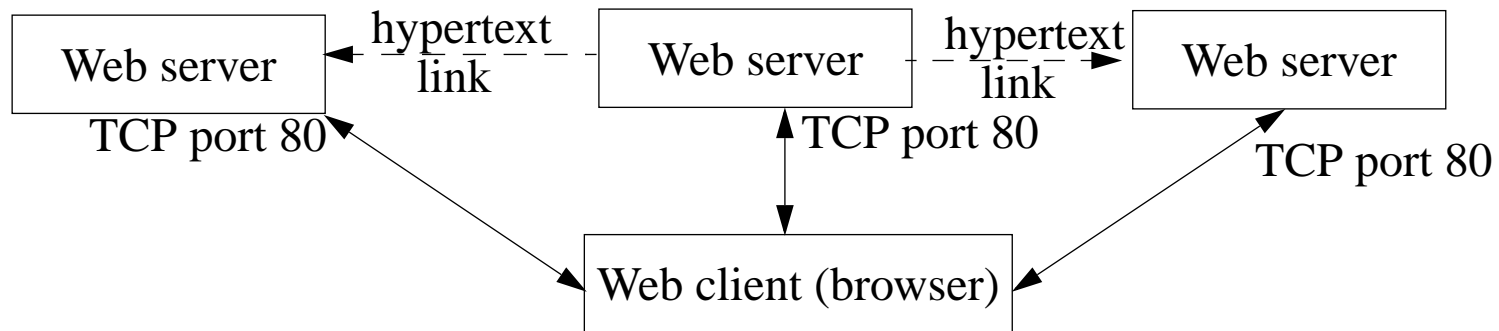 Web server
hypertext
link
Web server
hypertext
link
Web server
TCP port 80
TCP port 80
TCP port 80
Web client (browser)